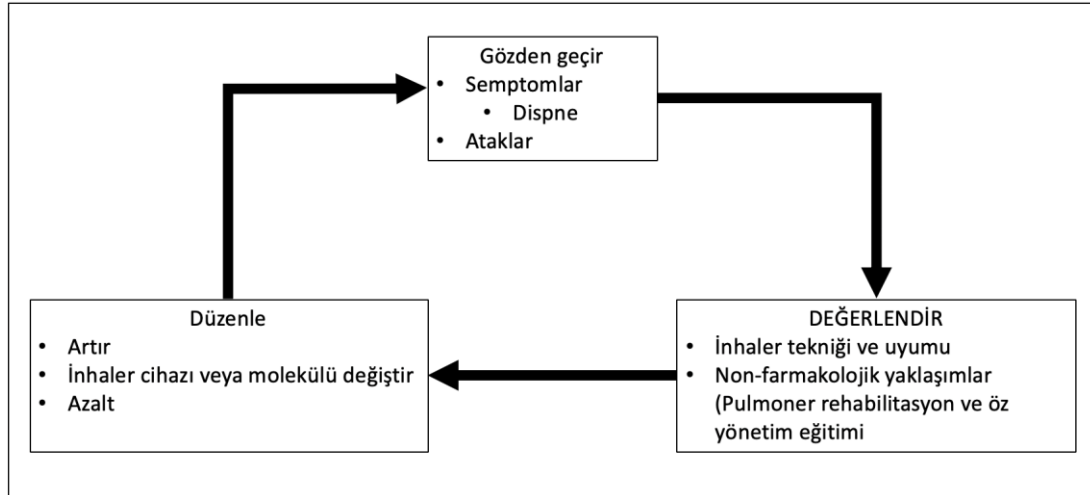 Gözden geçir
• Semptomlar
• Dispne
• Ataklar
Düzenle
• Artır
• İnhaler cihazı veya molekülü değiştir
• Azalt
DEĞERLENDİR
• İnhaler tekniği ve uyumu
• Non-farmakolojik yaklaşımlar
(Pulmoner rehabilitasyon ve öz
yönetim eğitimi